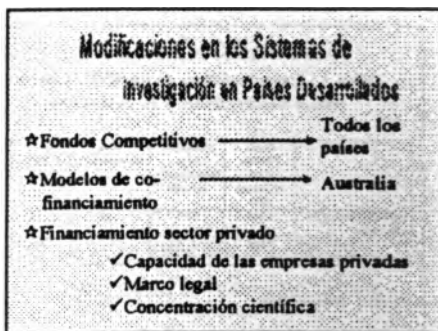 Modificaciones en los Sistemas de
Investigación en Países Desarrollados
☆Fondos Competitivos → Todos los
países
☆Modelos de co-
financiamiento → Australia
☆Financiamiento sector privado
✓Capacidad de las empresas privadas
✓Marco legal
✓Concentración científica